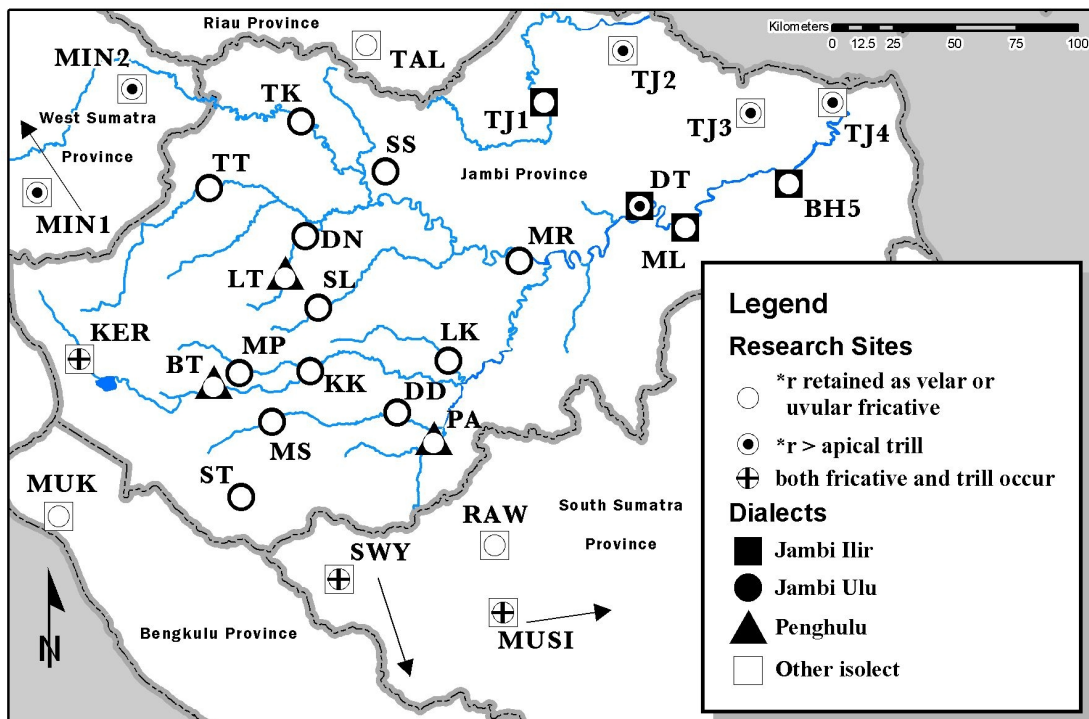 Riau Province
Kilometers
0 12.5 25 50 75 100
MIN2
TAL
TJ2
TK
TJ1
TJ3
TJ4
West Sumatra
Province
SS
TT
Jambi Province
DT
MIN1
BH5
DN
MR
ML
LT
SL
KER
MP
LK
BT
KK
DD
PA
MS
ST
MUK
RAW
South Sumatra
Province
SWY
MUSI
Bengkulu Province
N
Legend
Research Sites
*r retained as velar or
uvular fricative
*r > apical trill
both fricative and trill occur
Dialects
Jambi Ilir
Jambi Ulu
Penghulu
Other isolect